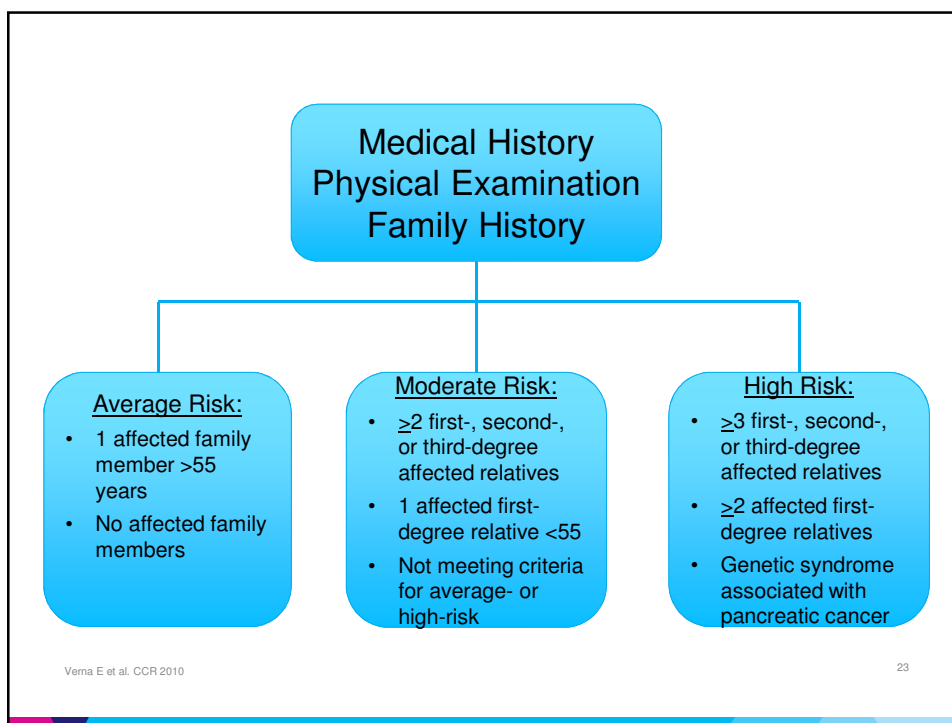 Medical History
Physical Examination
Family History
Average Risk:
• 1 affected family
member >55
years
• No affected family
members
Moderate Risk:
• ≥2 first-, second-,
or third-degree
affected relatives
• 1 affected first-
degree relative <55
• Not meeting criteria
for average- or
high-risk
High Risk:
• ≥3 first-, second-,
or third-degree
affected relatives
• ≥2 affected first-
degree relatives
• Genetic syndrome
associated with
pancreatic cancer
Verna E et al. CCR 2010
23